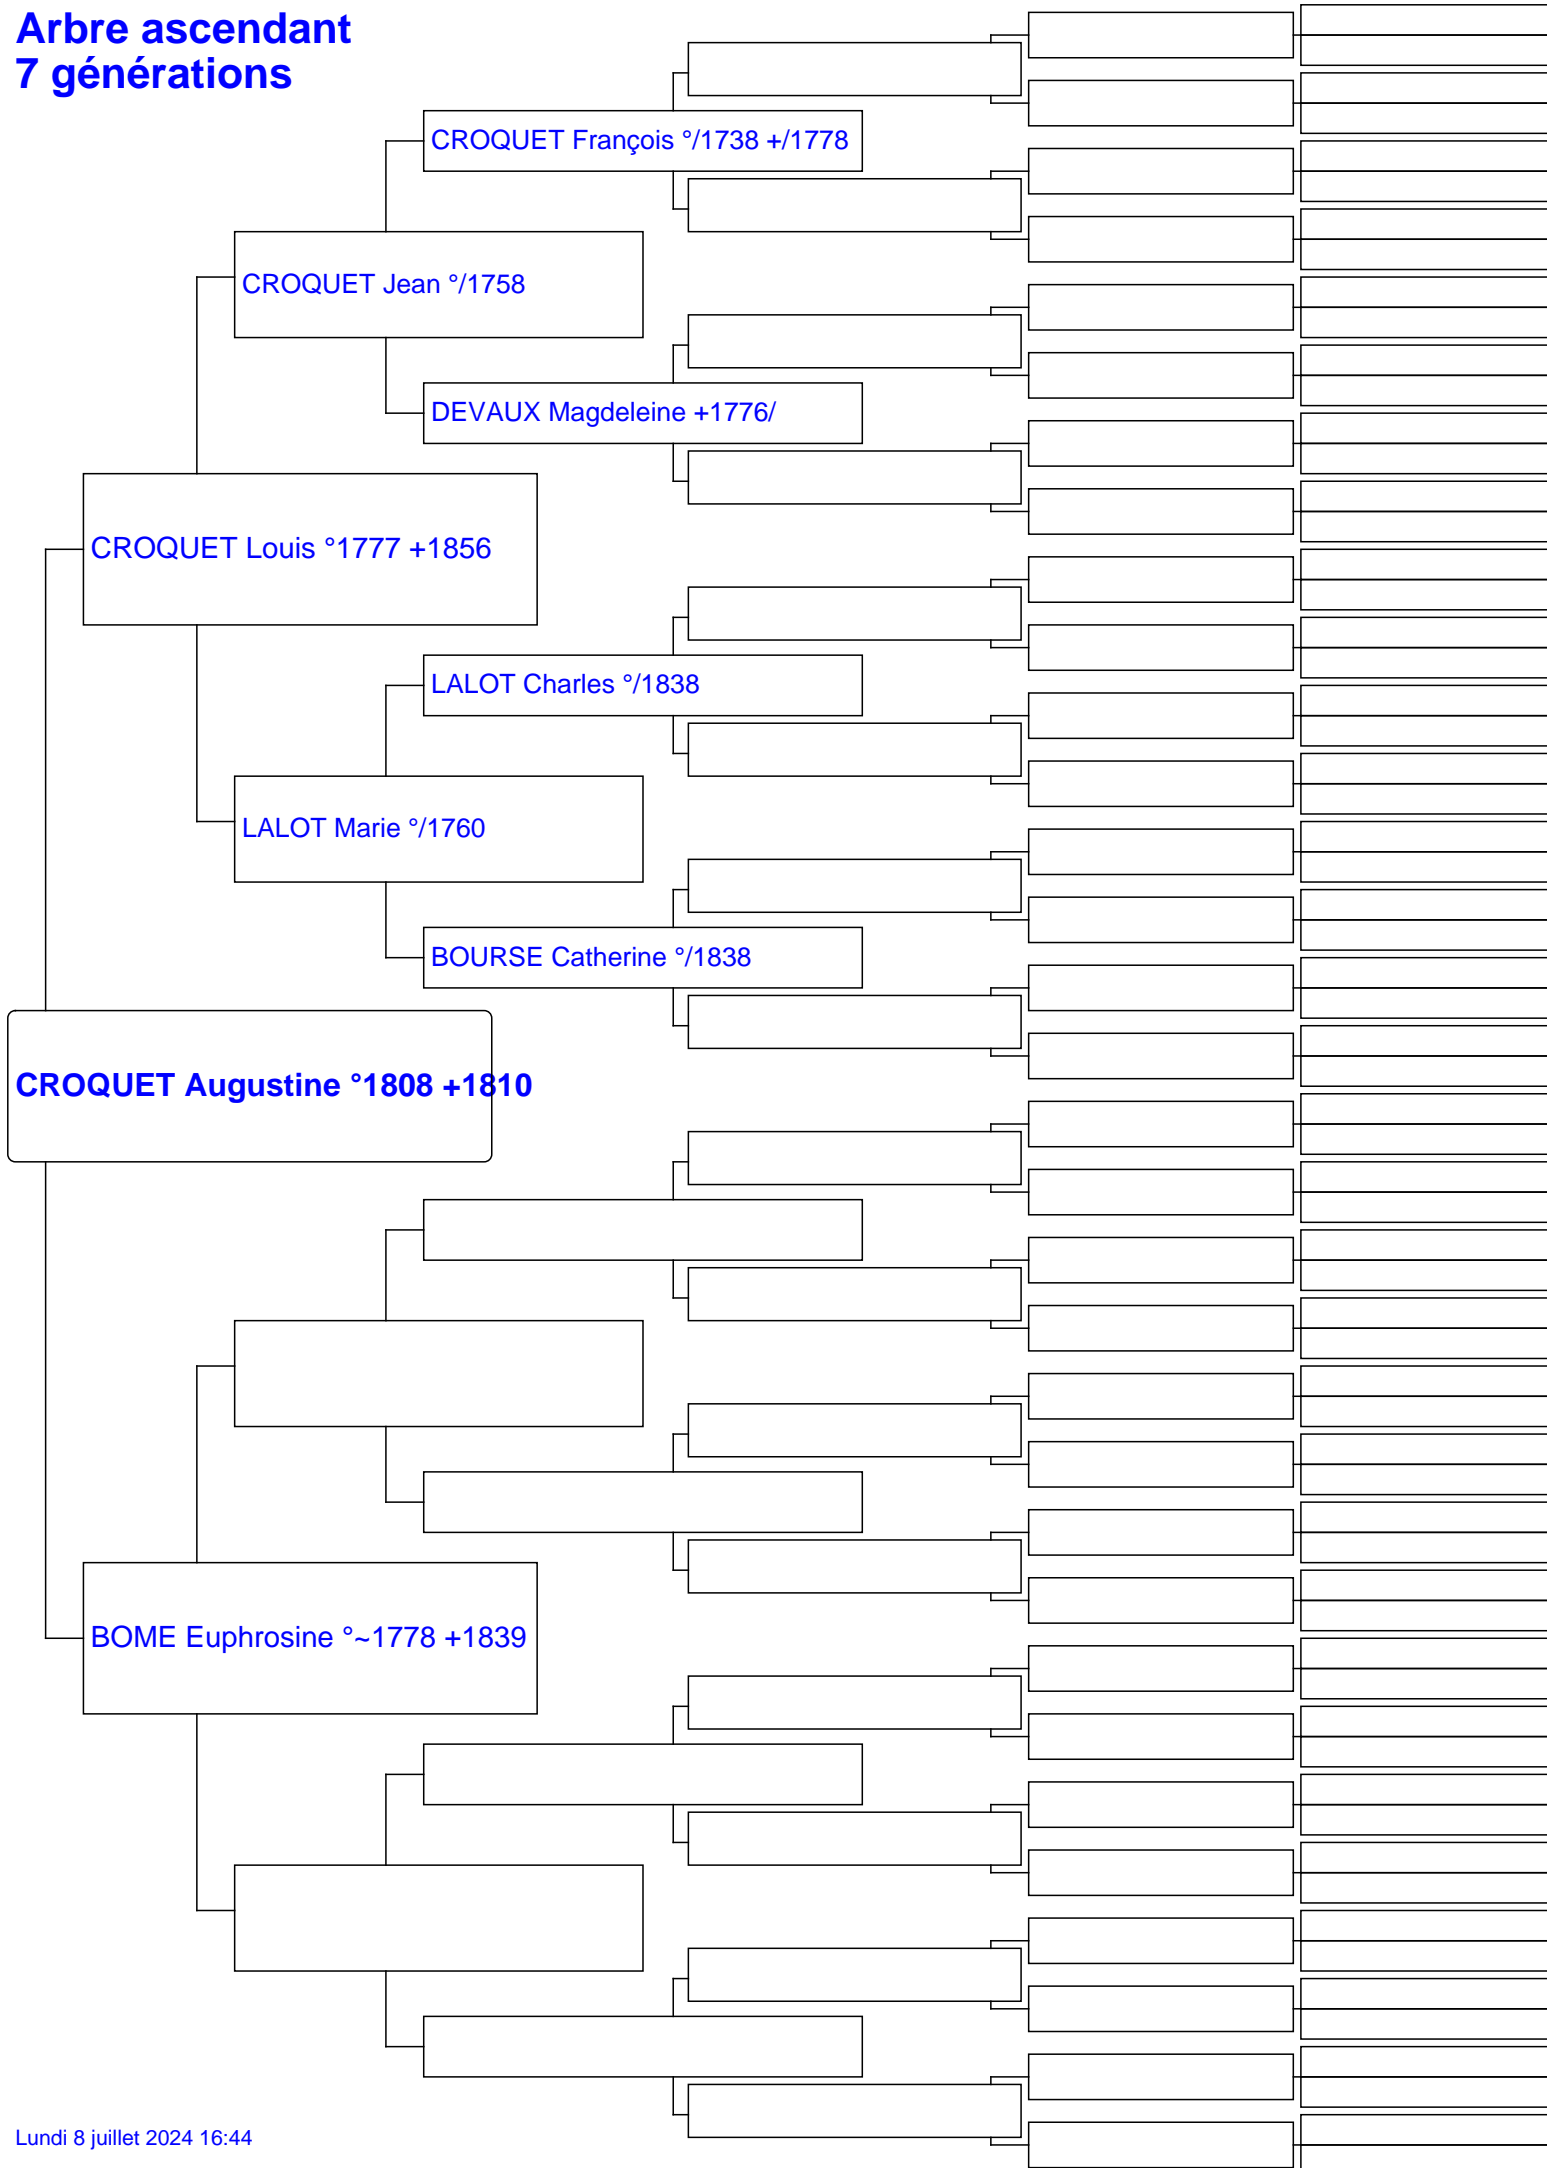 Arbre ascendant
7 générations
CROQUET François °/1738 +/1778
CROQUET Jean °/1758
DEVAUX Magdeleine +1776/
CROQUET Louis °1777 +1856
LALOT Charles °/1838
LALOT Marie °/1760
BOURSE Catherine °/1838
CROQUET Augustine °1808 +1810
BOME Euphrosine °~1778 +1839
Lundi 8 juillet 2024 16:44